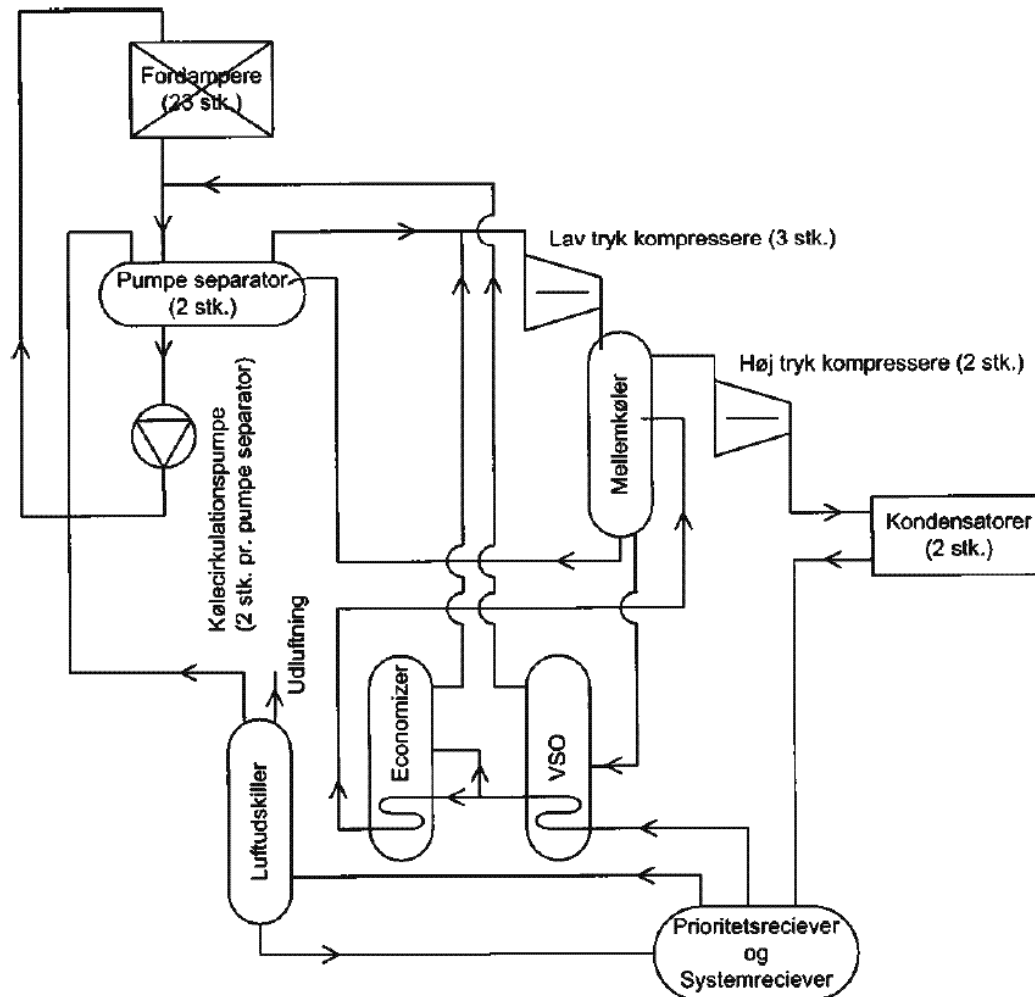 Fordampere
(23 stk.)
Lav tryk kompressere (3 stk.)
Pumpe separator
(2 stk.)
Høj tryk kompressere (2 stk.)
Mellemkøler
Kølecirkulationspumpe
(2 stk. pr. pumpe separator)
Kondensatorer
(2 stk.)
Udluftning
Economizer
VSO
Luftudskiller
Prioritetsreciever
og
Systemreciever